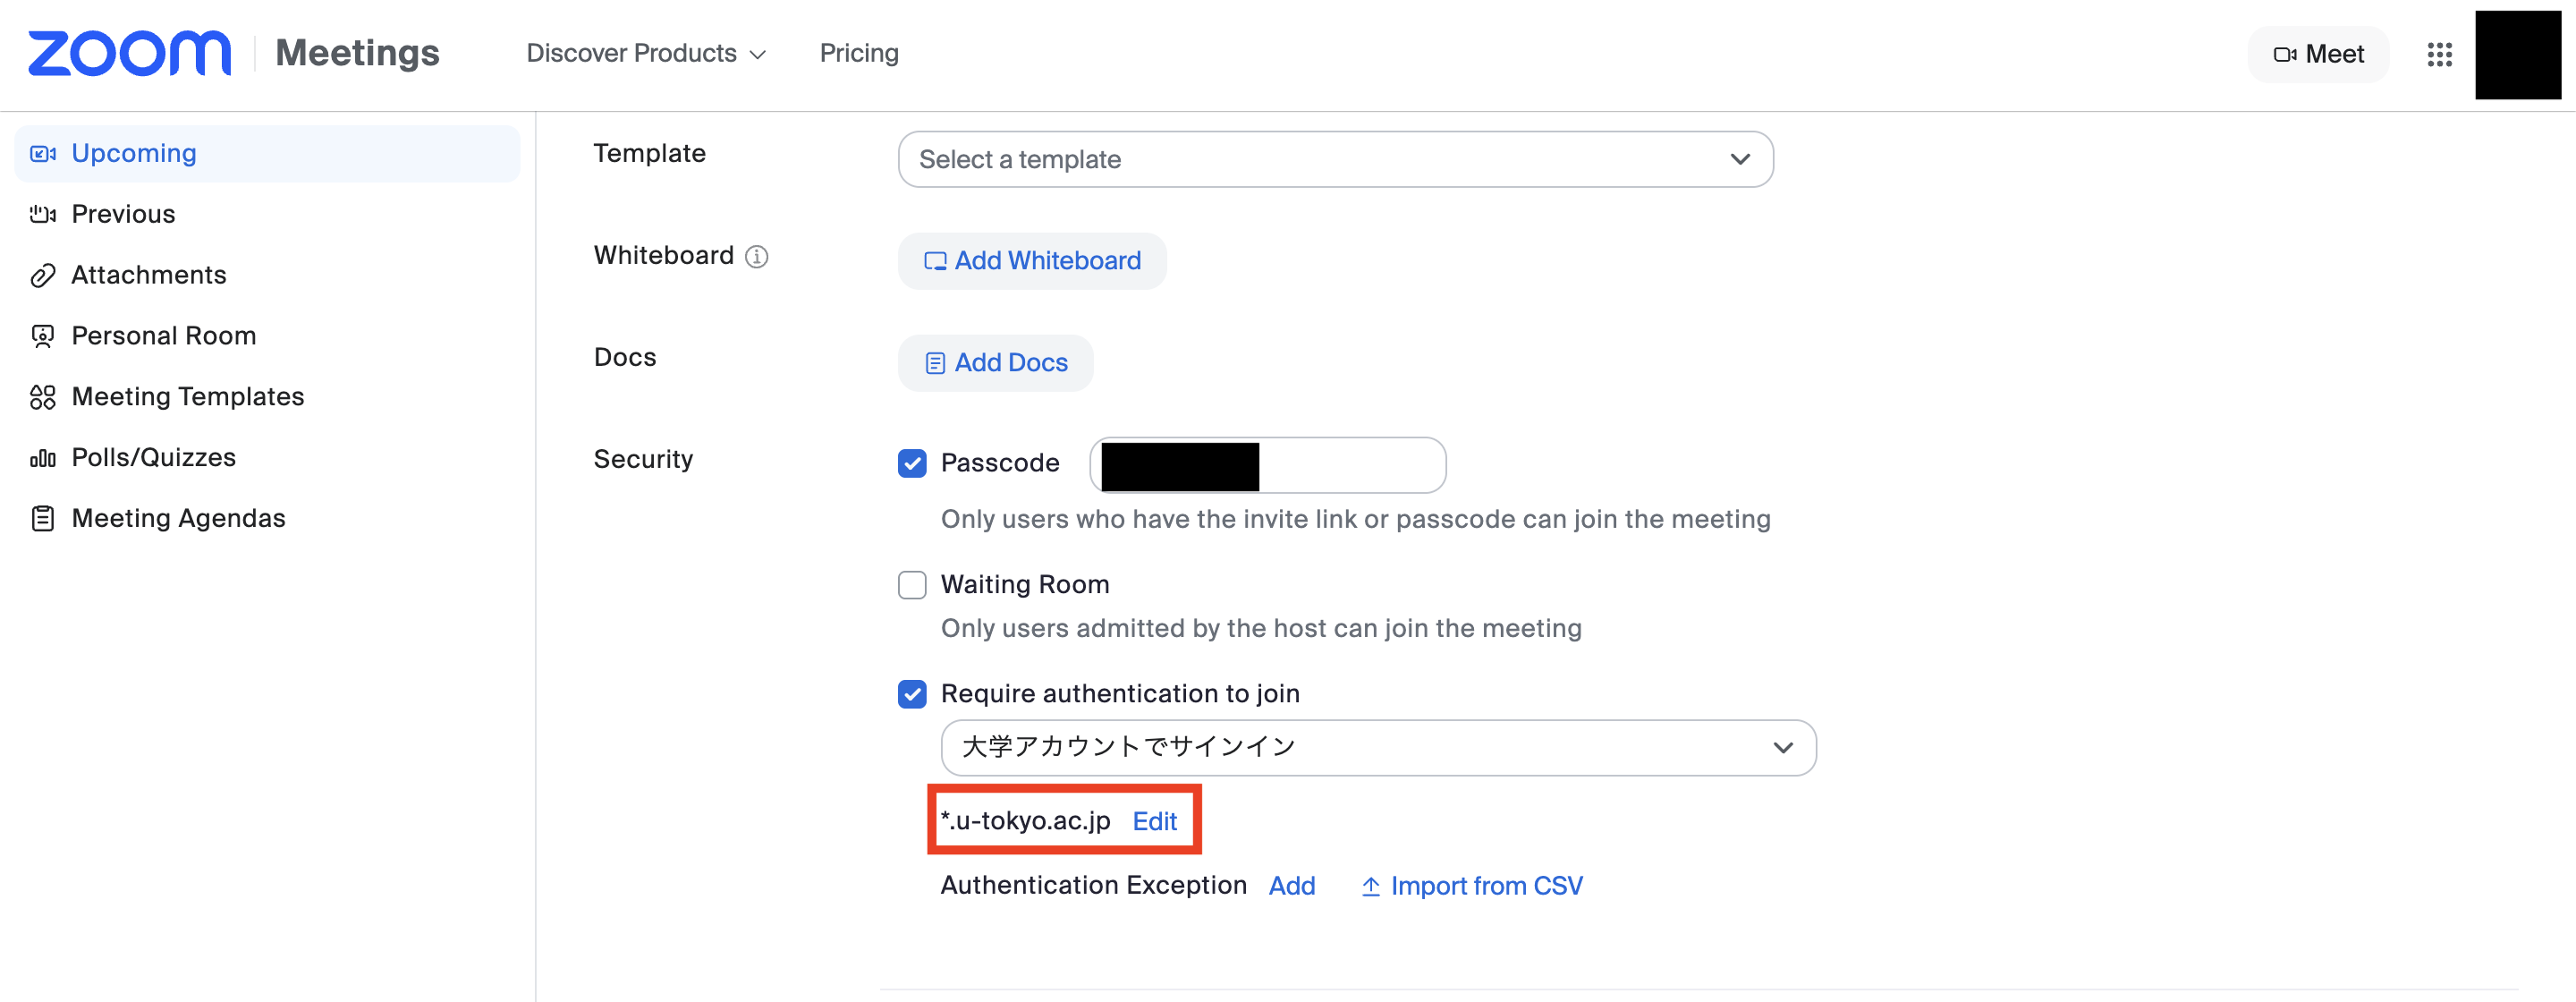 zoom Meetings Discover Products Pricing Meet
Upcoming
Previous
Attachments
Personal Room
Meeting Templates
Polls/Quizzes
Meeting Agendas
Template Select a template
Whiteboard Add Whiteboard
Docs Add Docs
Security Passcode
Only users who have the invite link or passcode can join the meeting
Waiting Room
Only users admitted by the host can join the meeting
Require authentication to join
大学アカウントでサインイン
*.u-tokyo.ac.jp Edit
Authentication Exception Add Import from CSV